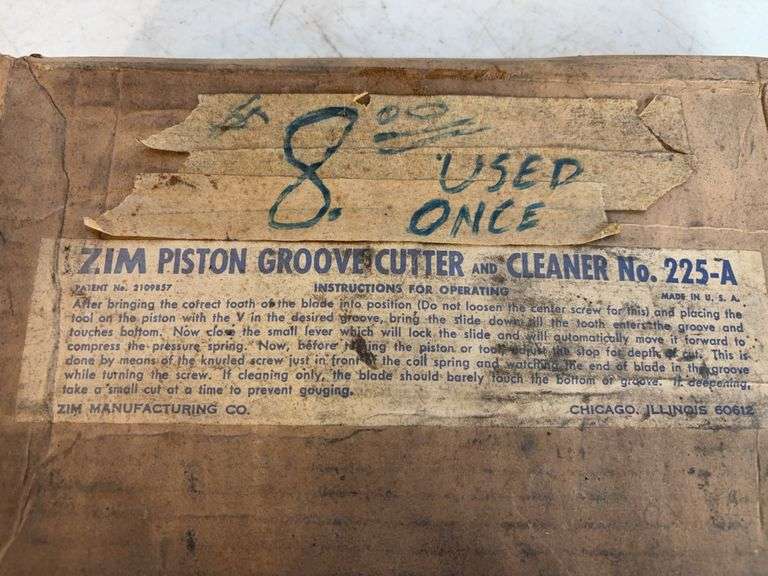 8.00
USED
ONCE
ZIM PISTON GROOVE CUTTER AND CLEANER No. 225-A
PATENT No. 2109857 INSTRUCTIONS FOR OPERATING MADE IN U. S. A.
After bringing the correct tooth of the blade into position (Do not loosen the center screw for this) and placing the
tool on the piston with the V in the desired groove, bring the slide down till the tooth enters the groove and
touches bottom. Now close the small lever which will lock the slide and will automatically move it forward to
compress the pressure spring. Now, before turning the piston or tool, adjust the stop for depth of cut. This is
done by means of the knurled screw just in front of the coil spring and watching the end of blade in the groove
while turning the screw. If cleaning only, the blade should barely touch the bottom of groove. If deepening,
take a small cut at a time to prevent gouging.
ZIM MANUFACTURING CO. CHICAGO, ILLINOIS 60612